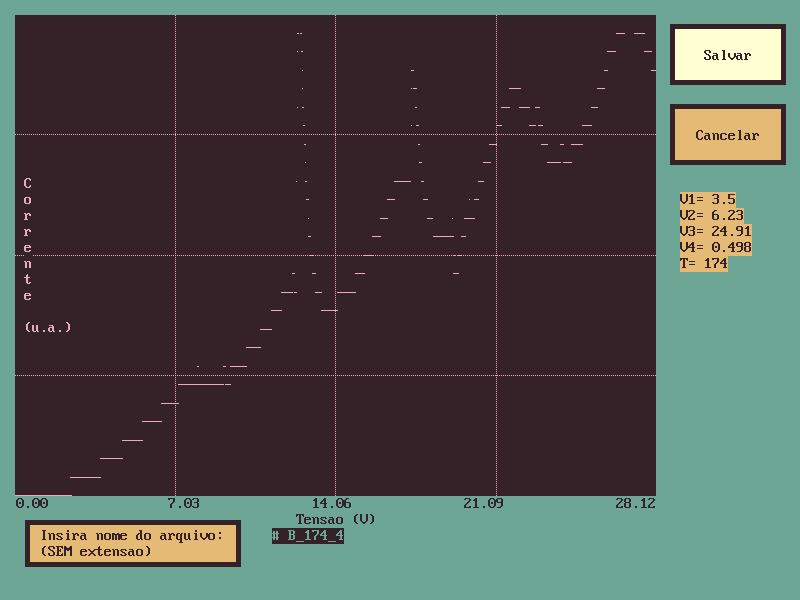 Salvar
Cancelar
Corrente
(u.a.)
V1= 3.5
V2= 6.23
V3= 24.91
V4= 0.498
T= 174
0.00 7.03 14.06 21.09 28.12
Tensao (V)
Insira nome do arquivo:
(SEM extensao)
# B_174_4